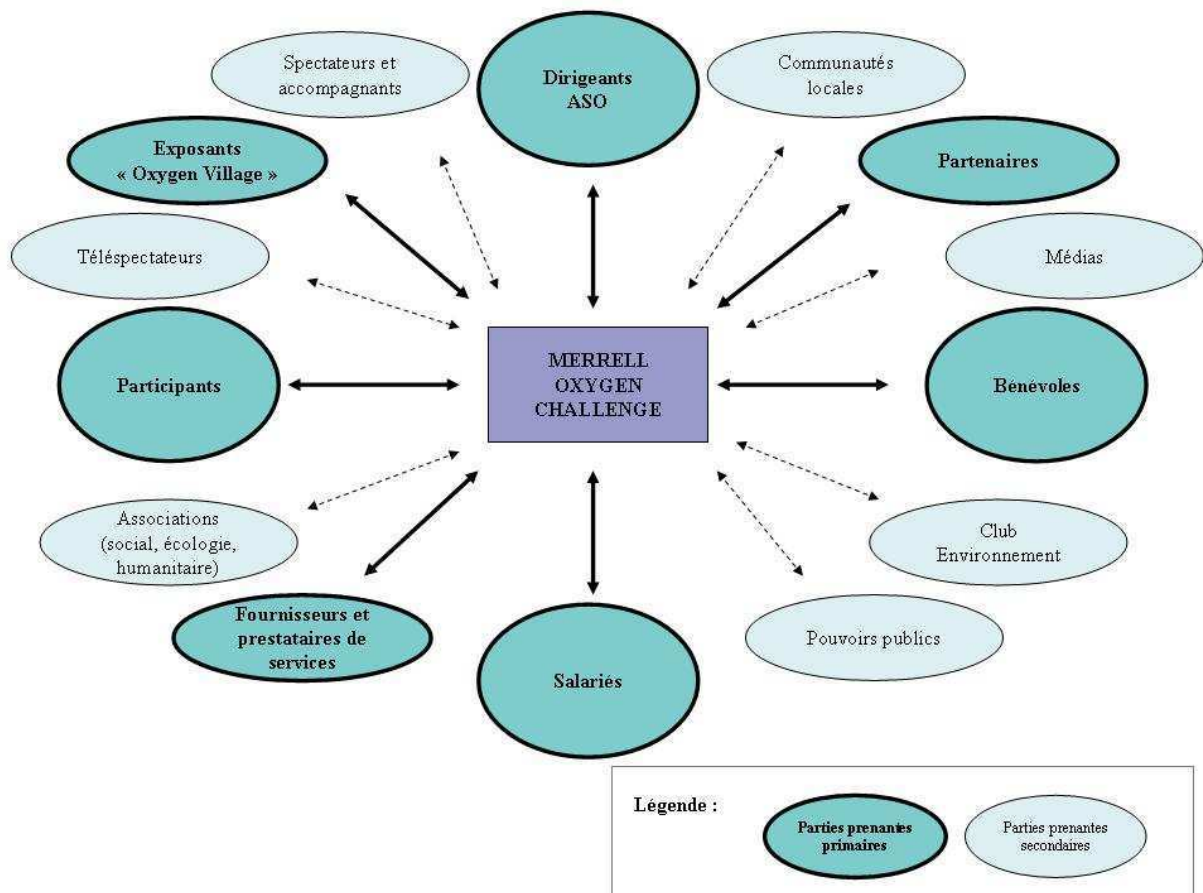 Spectateurs et
accompagnants
Dirigeants
ASO
Communautés
locales
Exposants
« Oxygen Village »
Partenaires
Téléspectateurs
Médias
Participants
MERRELL
OXYGEN
CHALLENGE
Bénévoles
Associations
(social, écologie,
humanitaire)
Club
Environnement
Fournisseurs et
prestataires de
services
Salariés
Pouvoirs publics
Légende :
Parties prenantes
primaires
Parties prenantes
secondaires